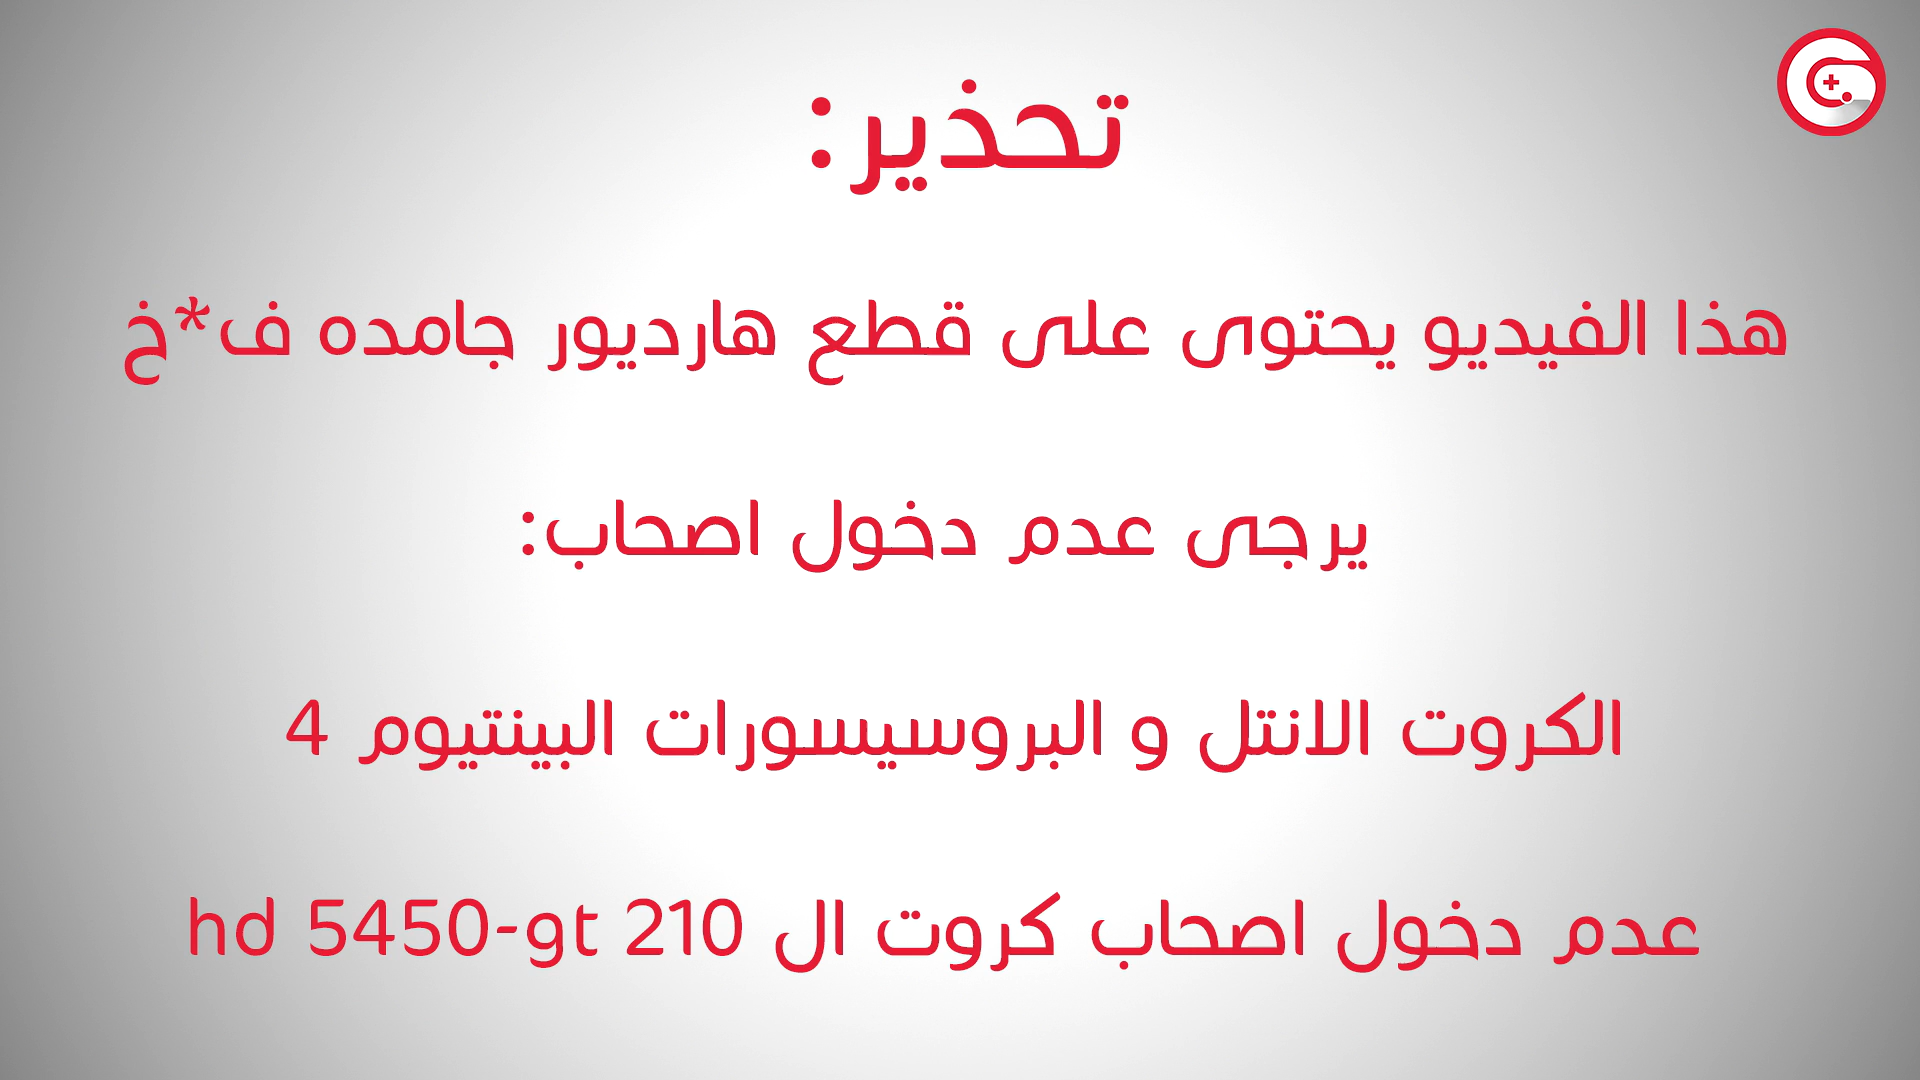 تحذير:
هذا الفيديو يحتوى على قطع هارديور جامده ف*خ
يرجى عدم دخول اصحاب:
الكروت الانتل و البروسيسورات البينتيوم 4
عدم دخول اصحاب كروت ال hd 5450-gt 210